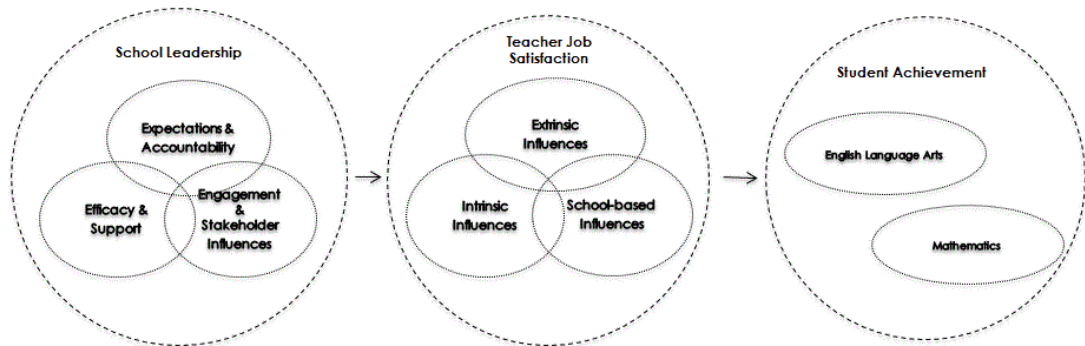 School Leadership
Expectations &
Accountability
Efficacy &
Support
Engagement
&
Stakeholder
Influences
Teacher Job
Satisfaction
Extrinsic
Influences
Intrinsic
Influences
School-based
Influences
Student Achievement
English Language Arts
Mathematics